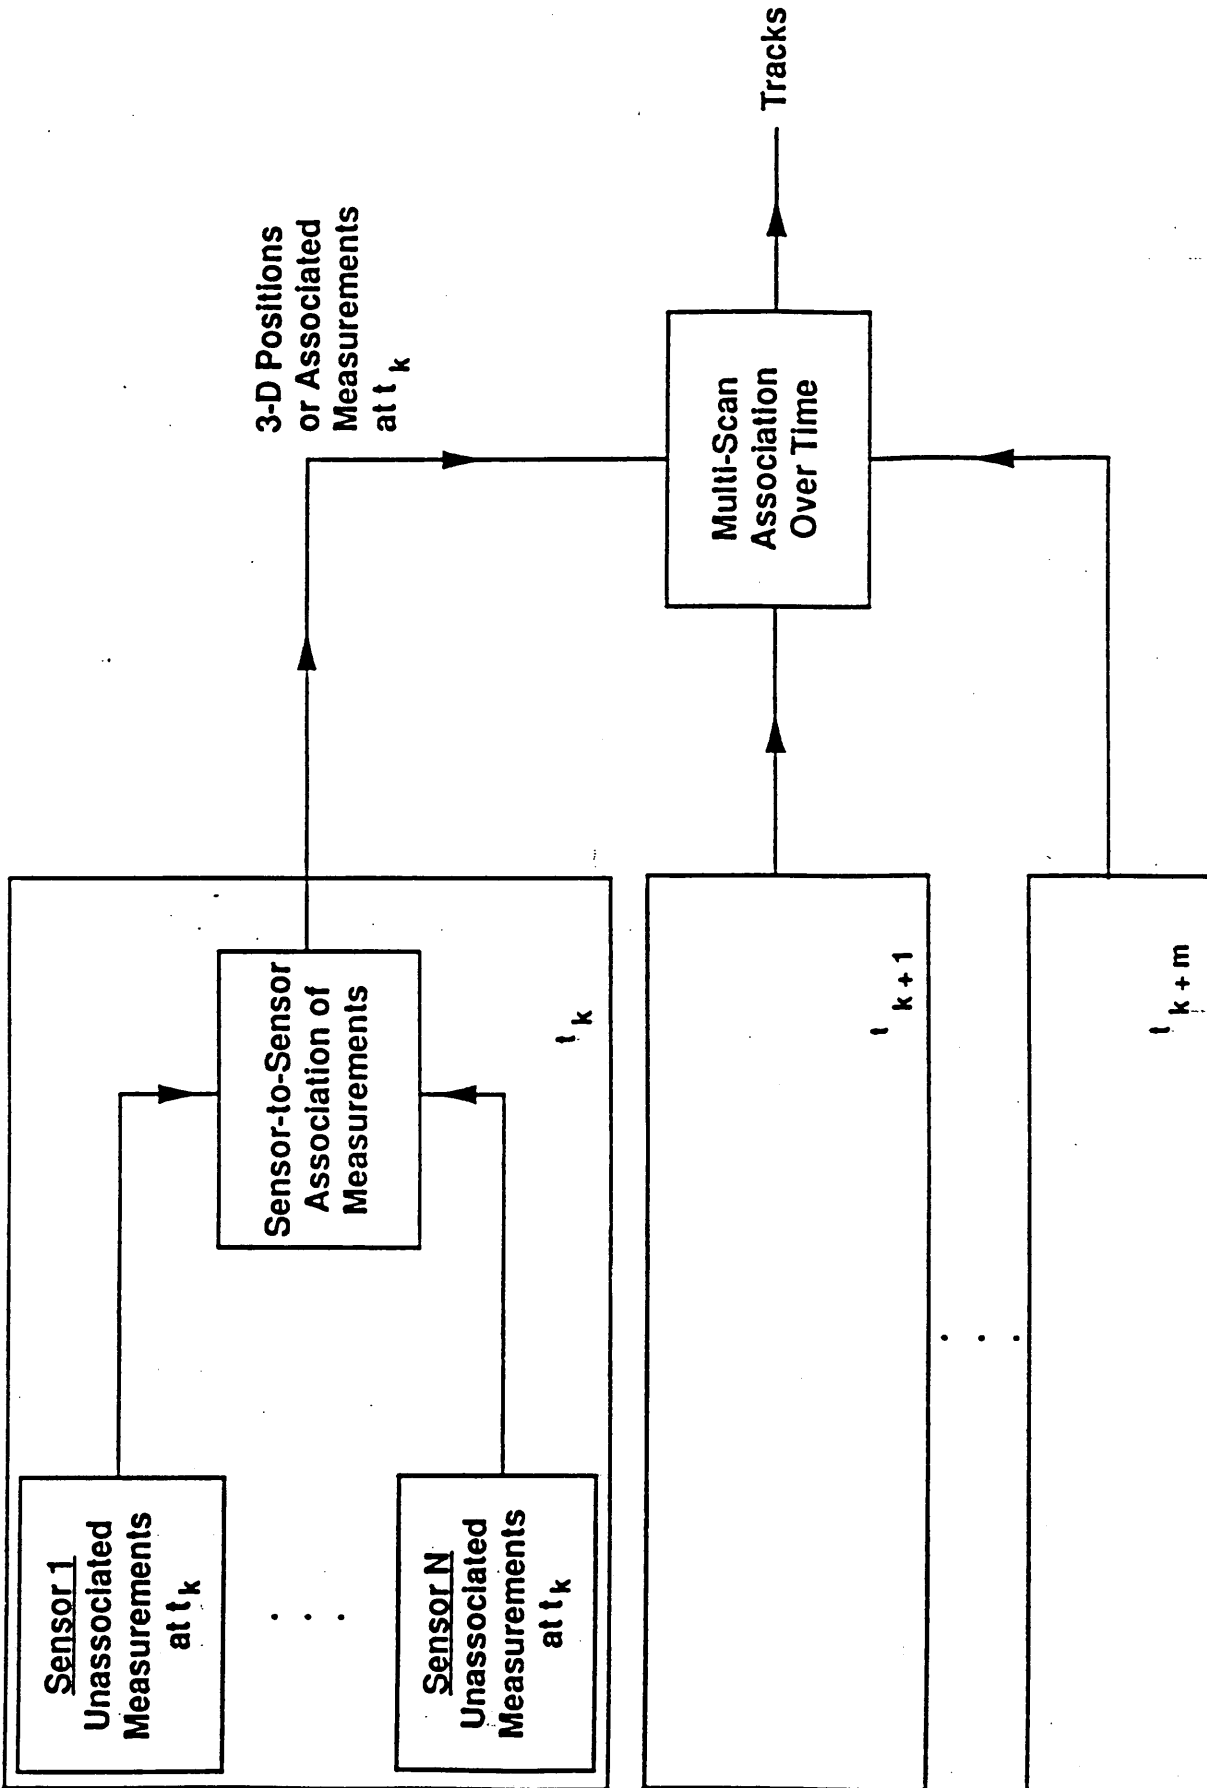 Sensor 1
Unassociated
Measurements
at t k
. . .
Sensor N
Unassociated
Measurements
at t k
Sensor-to-Sensor
Association of
Measurements
t k
3-D Positions
or Associated
Measurements
at t k
t k + 1
. . .
t k + m
Multi-Scan
Association
Over Time
Tracks